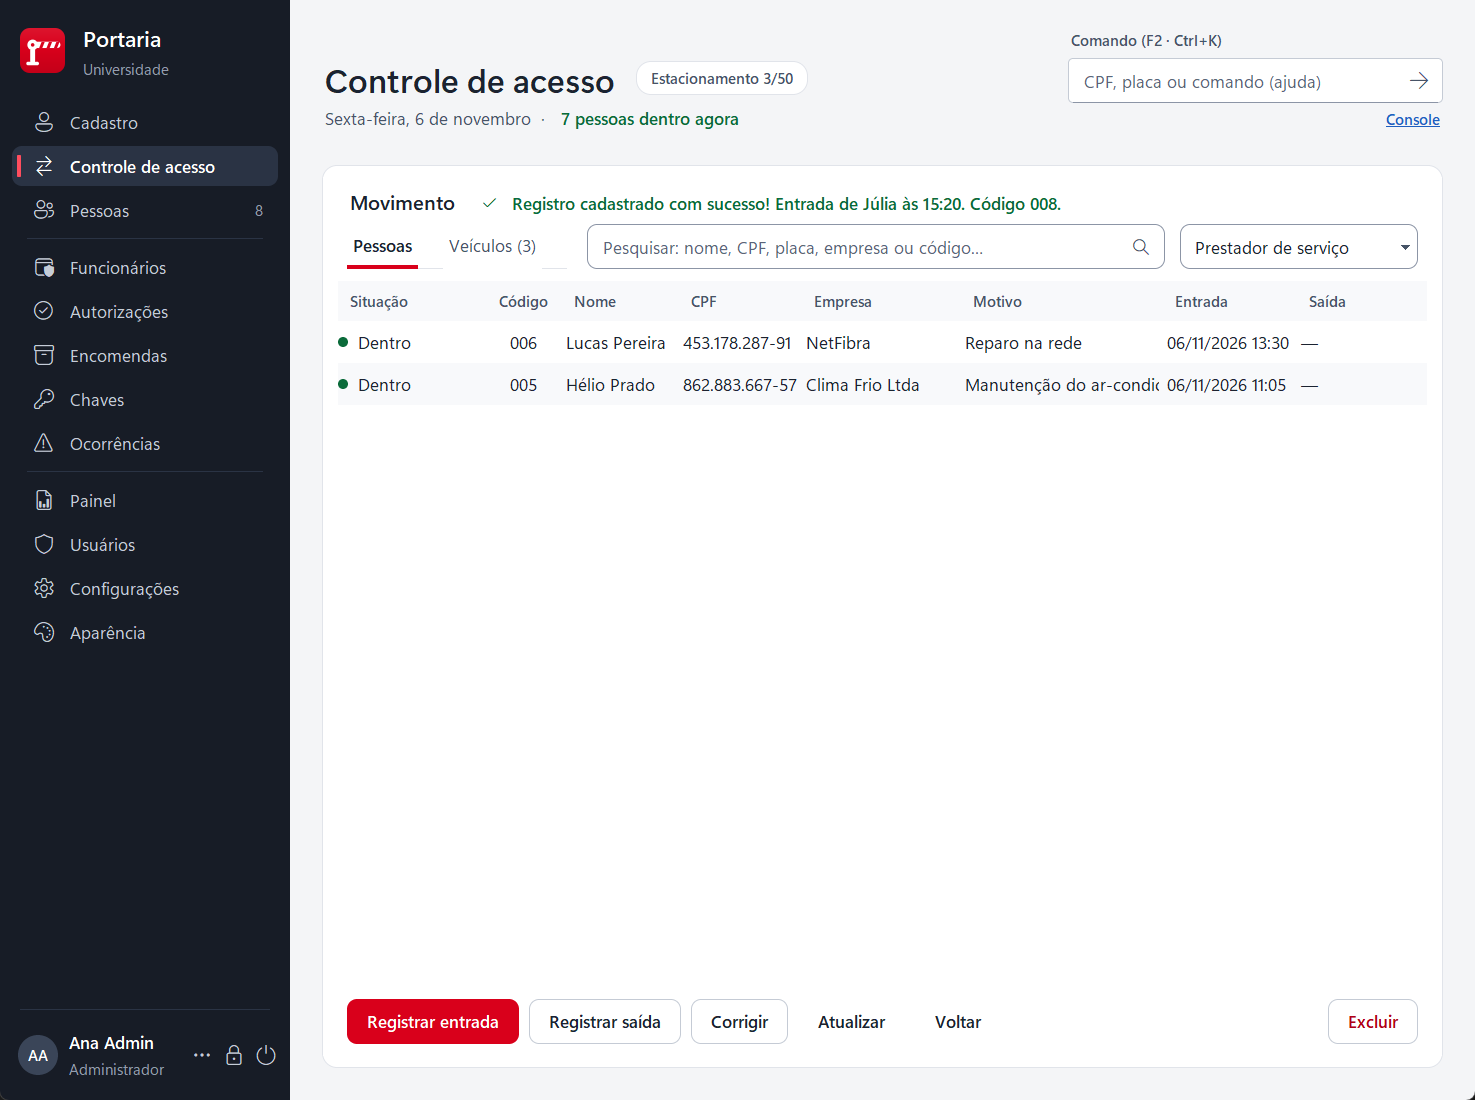 Portaria
Universidade
Cadastro
Controle de acesso
Pessoas 8
Funcionários
Autorizações
Encomendas
Chaves
Ocorrências
Painel
Usuários
Configurações
Aparência
AA
Ana Admin
Administrador
Controle de acesso
Estacionamento 3/50
Sexta-feira, 6 de novembro · 7 pessoas dentro agora
Comando (F2 · Ctrl+K)
CPF, placa ou comando (ajuda)
Console
Movimento
Registro cadastrado com sucesso! Entrada de Júlia às 15:20. Código 008.
Pessoas Veículos (3)
Pesquisar: nome, CPF, placa, empresa ou código...
Prestador de serviço
Situação Código Nome CPF Empresa Motivo Entrada Saída
Dentro 006 Lucas Pereira 453.178.287-91 NetFibra Reparo na rede 06/11/2026 13:30 —
Dentro 005 Hélio Prado 862.883.667-57 Clima Frio Ltda Manutenção do ar-condic 06/11/2026 11:05 —
Registrar entrada
Registrar saída
Corrigir
Atualizar
Voltar
Excluir